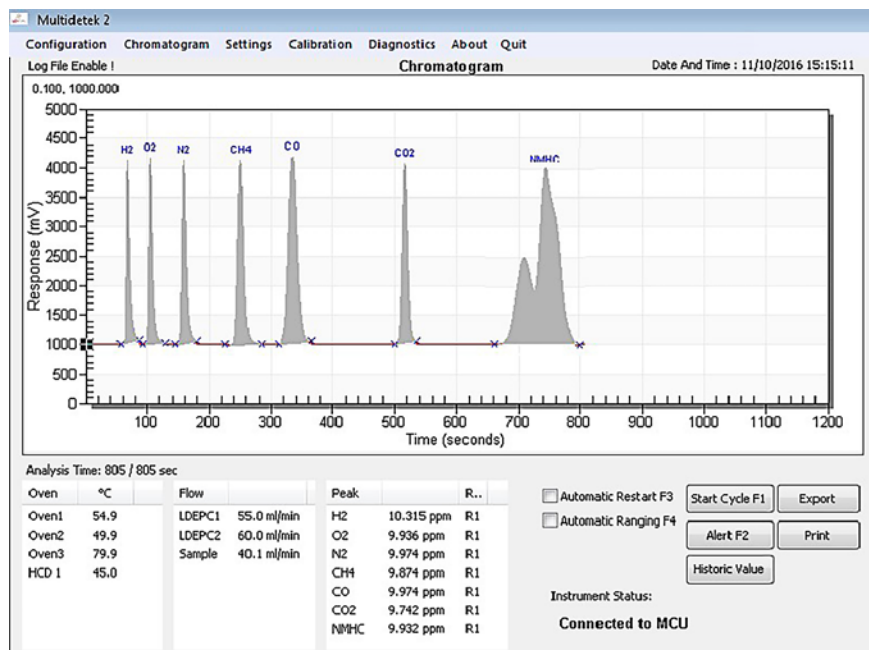 Multidetek 2
Configuration Chromatogram Settings Calibration Diagnostics About Quit
Log File Enable ! Chromatogram Date And Time : 11/10/2016 15:15:11
0.100, 1000.000
5000
4500
4000
3500
3000
2500
2000
1500
1000
500
0
Response (mV)
H2 O2 N2 CH4 CO CO2 NMHC
100 200 300 400 500 600 700 800 900 1000 1100 1200
Time (seconds)
Analysis Time: 805 / 805 sec
Oven °C Flow Peak R..
Oven1 54.9 LDEPC1 55.0 ml/min H2 10.315 ppm R1
Oven2 49.9 LDEPC2 60.0 ml/min O2 9.936 ppm R1
Oven3 79.9 Sample 40.1 ml/min N2 9.974 ppm R1
HCD 1 45.0 CH4 9.874 ppm R1
CO 9.974 ppm R1
CO2 9.742 ppm R1
NMHC 9.932 ppm R1
Automatic Restart F3 Start Cycle F1 Export
Automatic Ranging F4 Alert F2 Print
Historic Value
Instrument Status:
Connected to MCU